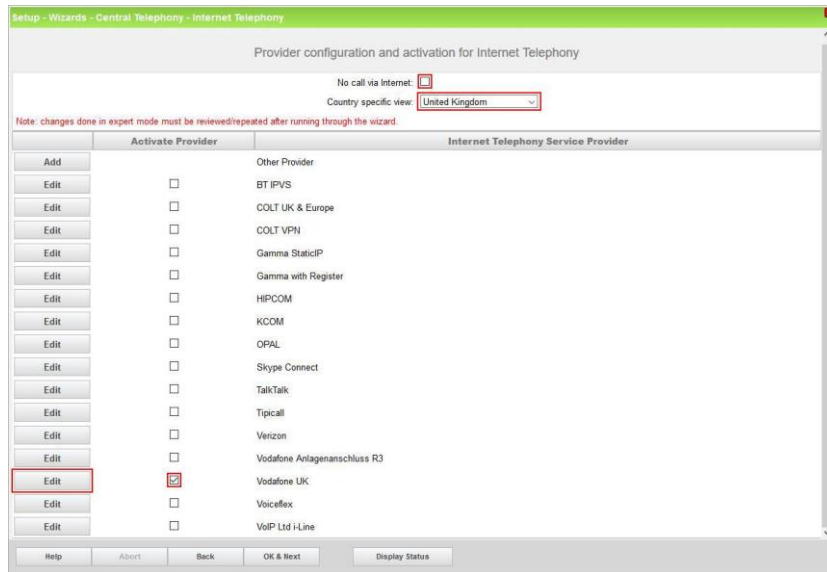 Setup - Wizards - Central Telephony - Internet Telephony
Provider configuration and activation for Internet Telephony
No call via Internet:
Country specific view: United Kingdom
Note: changes done in expert mode must be reviewed/repeated after running through the wizard.
Activate Provider Internet Telephony Service Provider
Add Other Provider
Edit BT IPVS
Edit COLT UK & Europe
Edit COLT VPN
Edit Gamma StaticIP
Edit Gamma with Register
Edit HIPCOM
Edit KCOM
Edit OPAL
Edit Skype Connect
Edit TalkTalk
Edit Tipicall
Edit Verizon
Edit Vodafone Anlagenanschluss R3
Edit Vodafone UK
Edit Voiceflex
Edit VoIP Ltd i-Line
Help Abort Back OK & Next Display Status